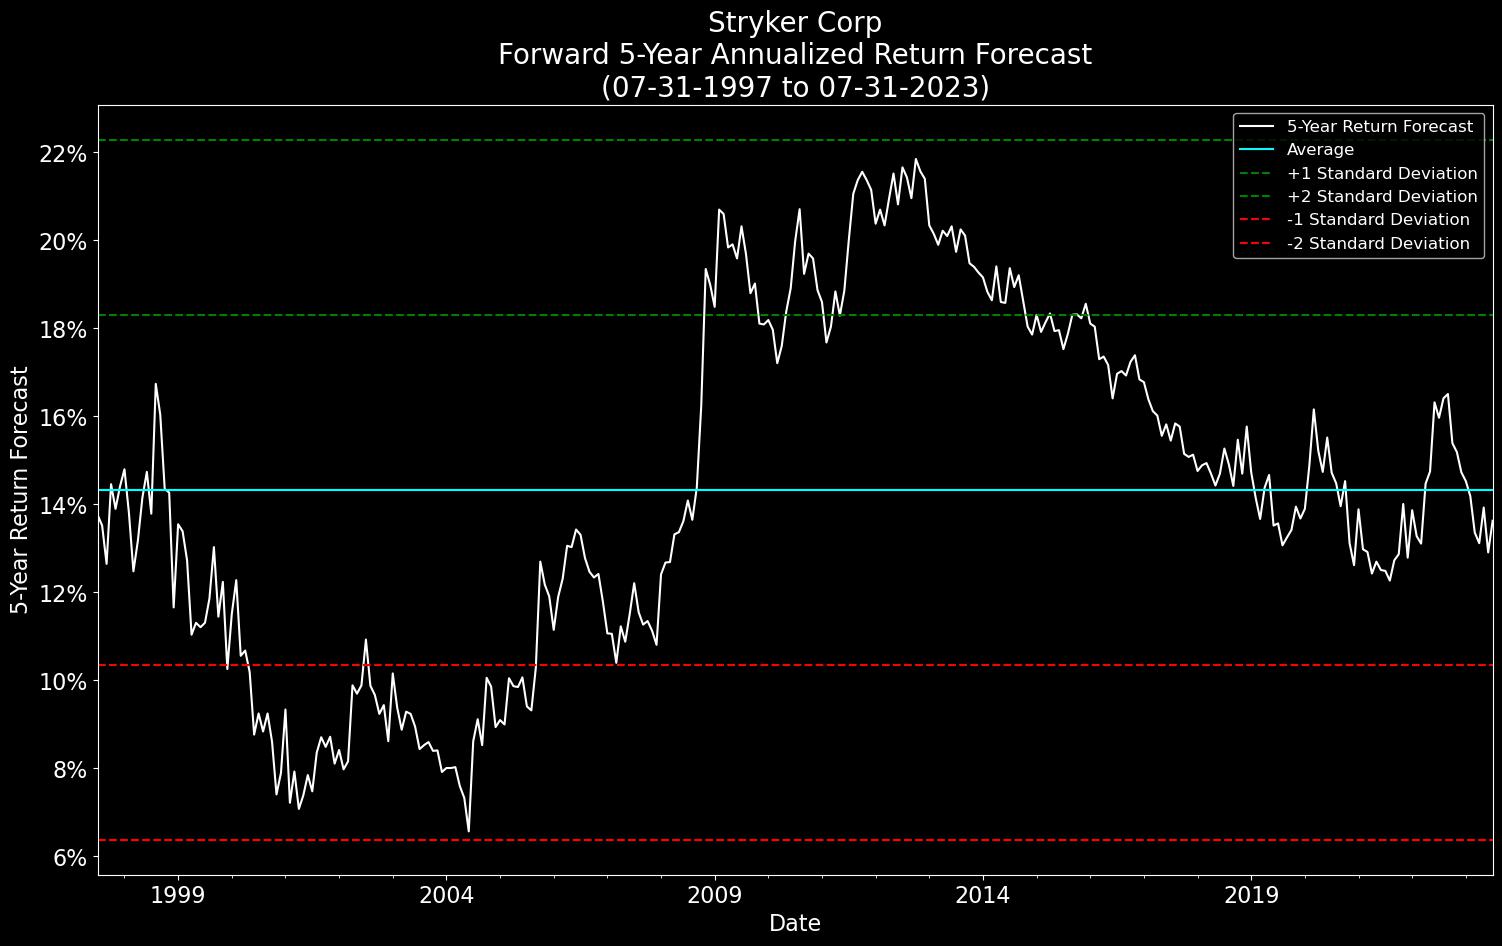 Stryker Corp
Forward 5-Year Annualized Return Forecast
(07-31-1997 to 07-31-2023)
5-Year Return Forecast
Average
+1 Standard Deviation
+2 Standard Deviation
-1 Standard Deviation
-2 Standard Deviation
22%
20%
18%
16%
14%
12%
10%
8%
6%
5-Year Return Forecast
1999
2004
2009
2014
2019
Date